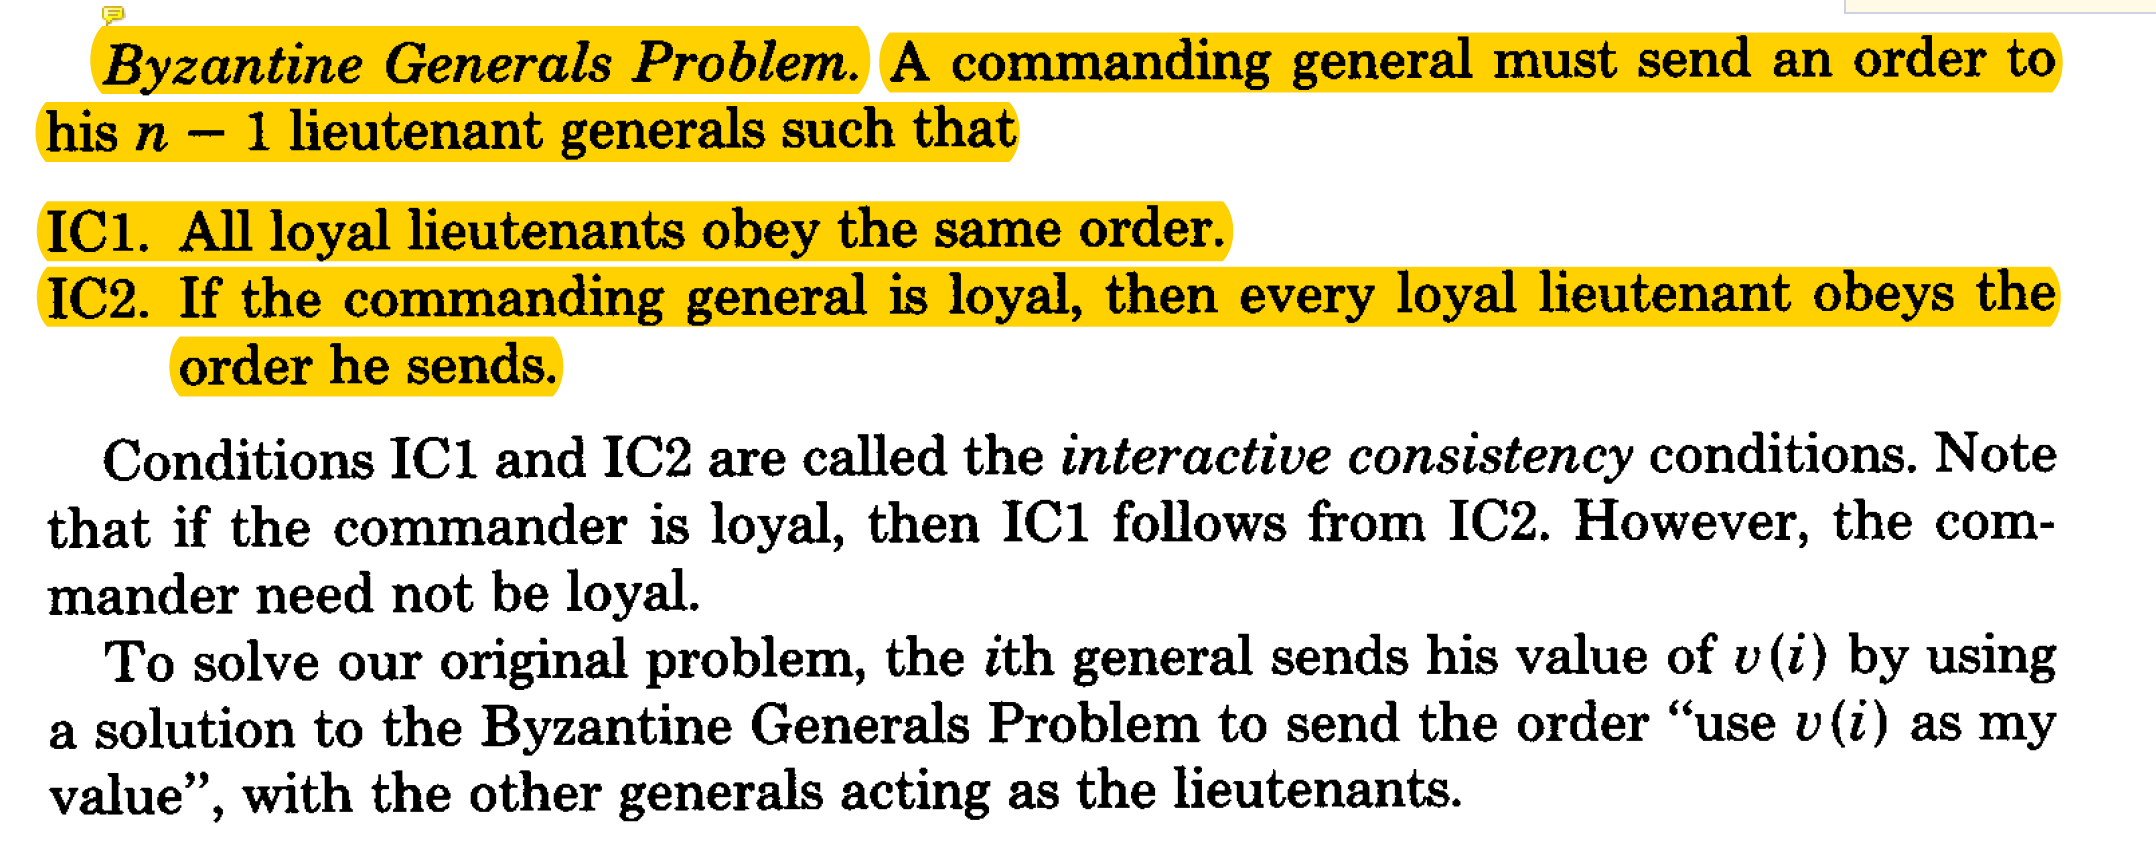 Byzantine Generals Problem. A commanding general must send an order to
his n − 1 lieutenant generals such that
IC1. All loyal lieutenants obey the same order.
IC2. If the commanding general is loyal, then every loyal lieutenant obeys the
order he sends.
Conditions IC1 and IC2 are called the interactive consistency conditions. Note
that if the commander is loyal, then IC1 follows from IC2. However, the com-
mander need not be loyal.
To solve our original problem, the ith general sends his value of v(i) by using
a solution to the Byzantine Generals Problem to send the order “use v(i) as my
value”, with the other generals acting as the lieutenants.